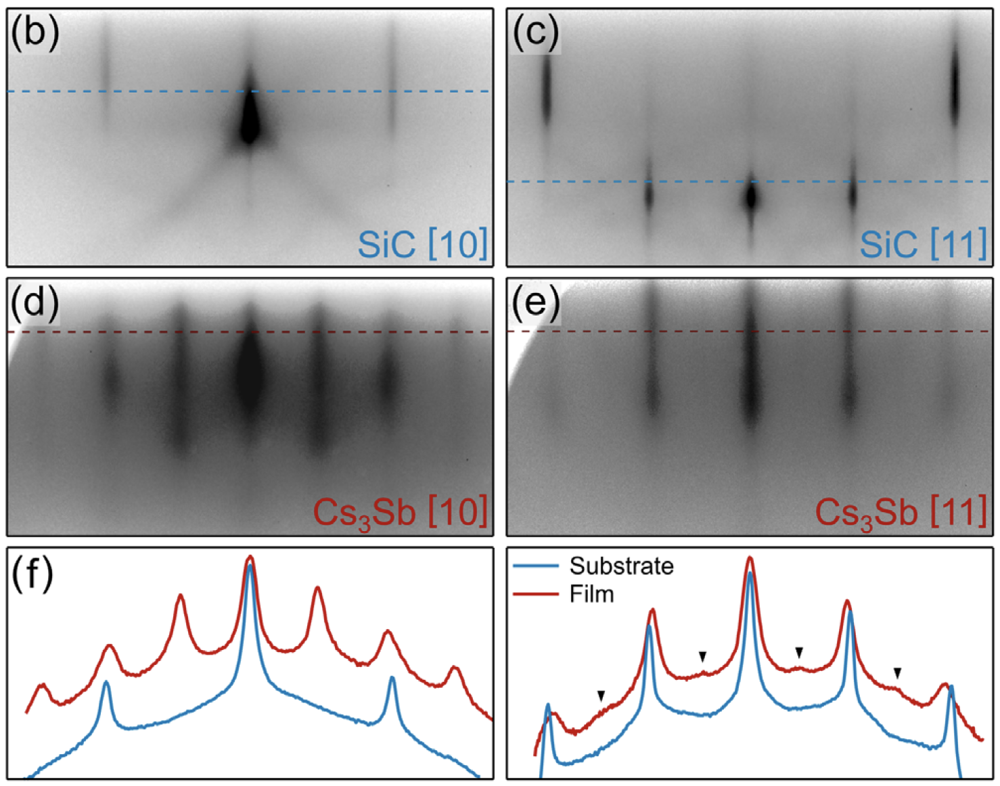 (b)
SiC [10]
(c)
SiC [11]
(d)
Cs₃Sb [10]
(e)
Cs₃Sb [11]
(f)
Substrate
Film